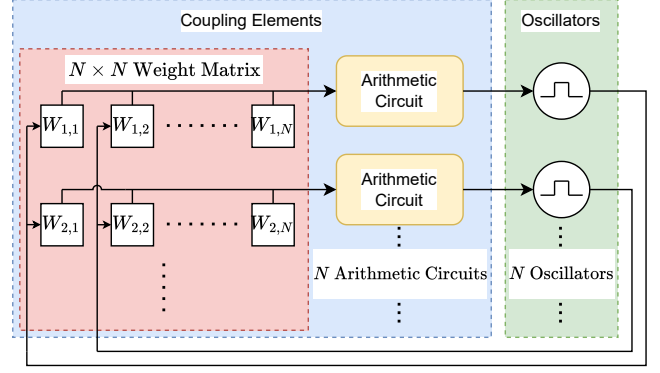 Coupling Elements
Oscillators
N × N Weight Matrix
Arithmetic
Circuit
W1,1
W1,2
W1,N
Arithmetic
Circuit
W2,1
W2,2
W2,N
N Arithmetic Circuits
N Oscillators